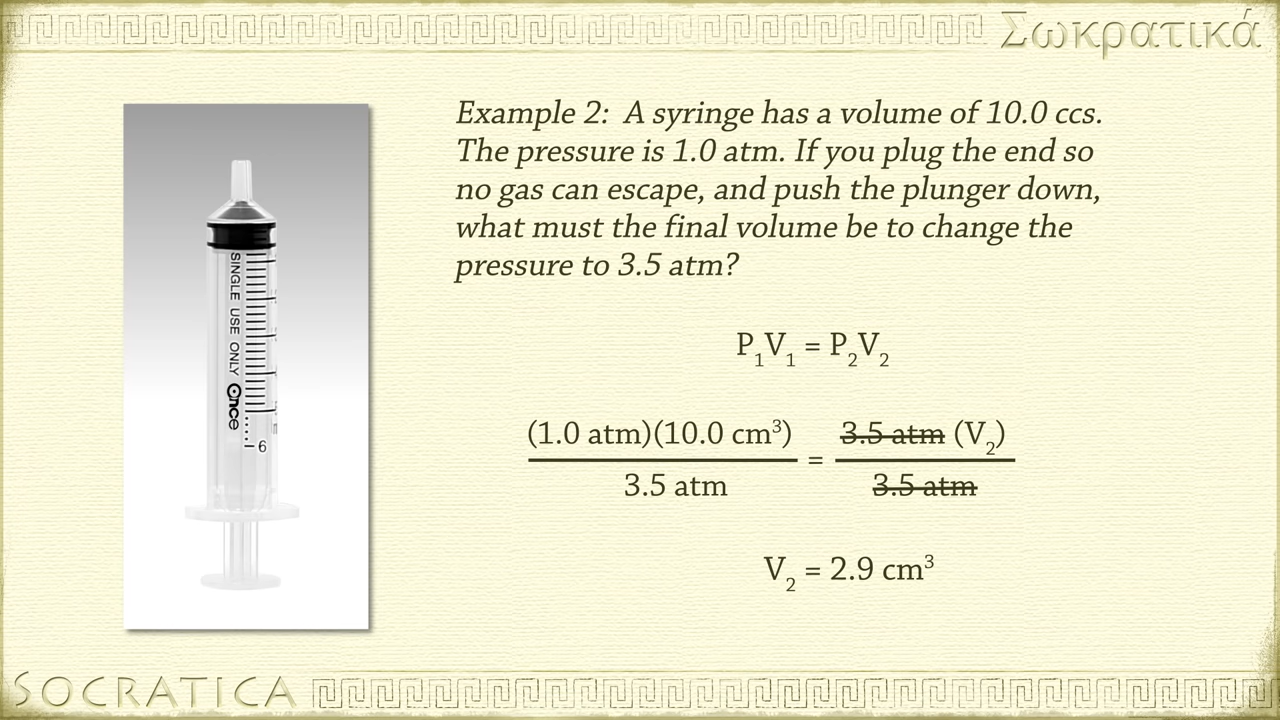 Σωκρατικά
Example 2:  A syringe has a volume of 10.0 ccs.
The pressure is 1.0 atm. If you plug the end so
no gas can escape, and push the plunger down,
what must the final volume be to change the
pressure to 3.5 atm?
P₁V₁ = P₂V₂
(1.0 atm)(10.0 cm³) / 3.5 atm = 3.5 atm (V₂) / 3.5 atm
V₂ = 2.9 cm³
SINGLE USE ONLY Once
6
SOCRATICA